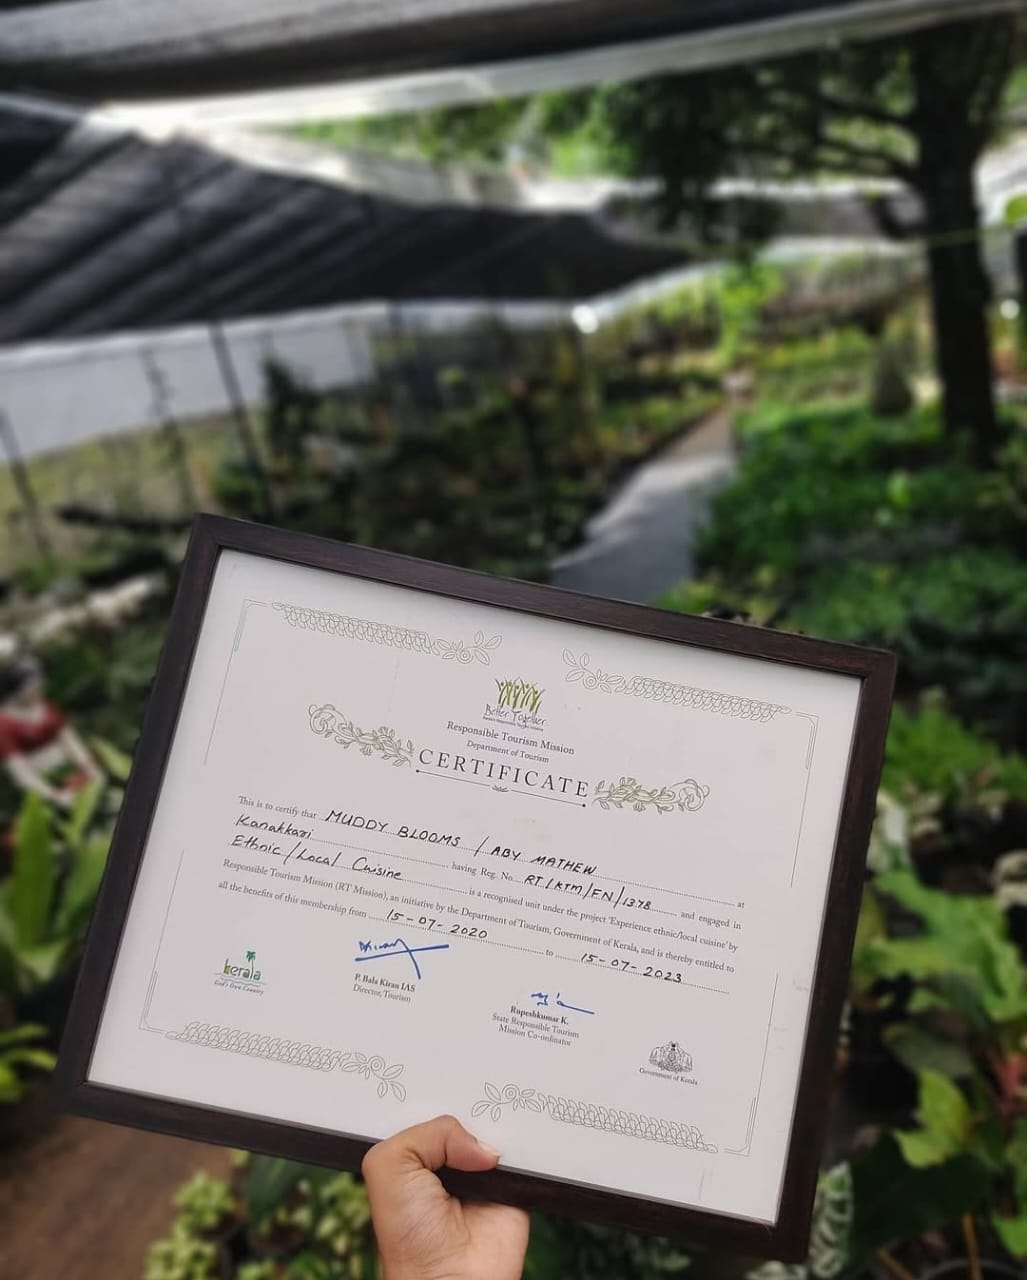 Better Together
Responsible Tourism Mission
Department of Tourism
CERTIFICATE
This is to certify that MUDDY BLOOMS / ABY MATHEW at
Kanakkari having Reg. No. RT/KTM/FN/1378 and engaged in
Ethnic/Local Cuisine is a recognised unit under the project 'Experience ethnic/local cuisine' by
Responsible Tourism Mission (RT Mission), an initiative by the Department of Tourism, Government of Kerala, and is thereby entitled to
all the benefits of this membership from 15-07-2020 to 15-07-2023
kerala
God's Own Country
P. Bala Kiran IAS
Director, Tourism
Rupeshkumar K.
State Responsible Tourism
Mission Co-ordinator
Government of Kerala